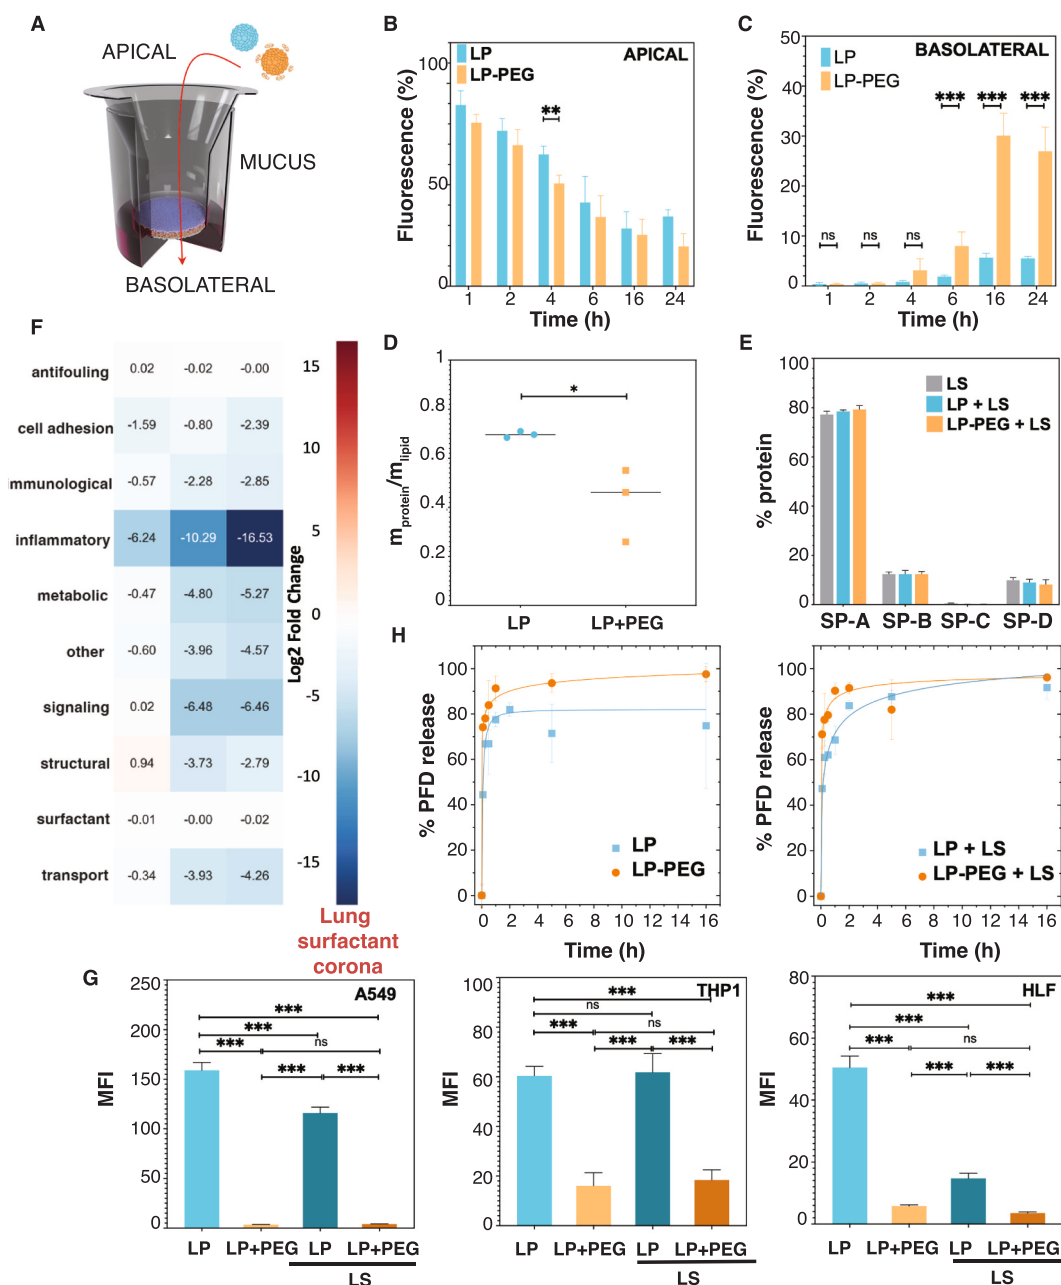 A
APICAL
MUCUS
BASOLATERAL
B
LP
LP-PEG
APICAL
**
Fluorescence (%)
100
50
0
1 2 4 6 16 24
Time (h)
C
BASOLATERAL
LP
LP-PEG
ns ns ns *** *** ***
Fluorescence (%)
50
40
30
20
10
0
1 2 4 6 16 24
Time (h)
F
antifouling 0.02 -0.02 -0.00
cell adhesion -1.59 -0.80 -2.39
mmunological -0.57 -2.28 -2.85
inflammatory -6.24 -10.29 -16.53
metabolic -0.47 -4.80 -5.27
other -0.60 -3.96 -4.57
signaling 0.02 -6.48 -6.46
structural 0.94 -3.73 -2.79
surfactant -0.01 -0.00 -0.02
transport -0.34 -3.93 -4.26
15
10
5
0
-5
-10
-15
Log2 Fold Change
Lung
surfactant
corona
D
*
mprotein/mlipid
1
0.8
0.6
0.4
0.2
0
LP LP+PEG
E
LS
LP + LS
LP-PEG + LS
% protein
100
80
60
40
20
0
SP-A SP-B SP-C SP-D
H
% PFD release
100
80
60
40
20
0
LP
LP-PEG
0 2 4 6 8 10 12 14 16
Time (h)
% PFD release
100
80
60
40
20
0
LP + LS
LP-PEG + LS
0 2 4 6 8 10 12 14 16
Time (h)
G
A549
MFI
250
200
150
100
50
0
***
***
*** ns
*** ***
LP LP+PEG LP LP+PEG
LS
THP1
MFI
80
60
40
20
0
***
ns
*** ns
*** ***
LP LP+PEG LP LP+PEG
LS
HLF
MFI
80
60
40
20
0
***
***
*** ns
*** ***
LP LP+PEG LP LP+PEG
LS